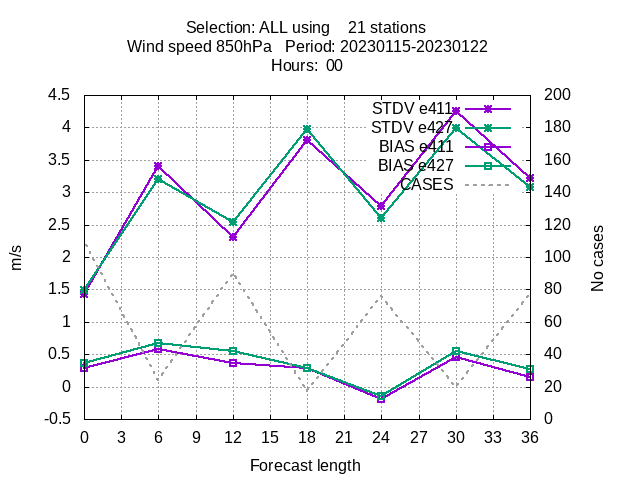 Selection: ALL using 21 stations
Wind speed 850hPa Period: 20230115-20230122
Hours: 00
STDV e411
STDV e427
BIAS e411
BIAS e427
CASES
4.5
4
3.5
3
2.5
2
1.5
1
0.5
0
-0.5
m/s
200
180
160
140
120
100
80
60
40
20
0
No cases
0 3 6 9 12 15 18 21 24 27 30 33 36
Forecast length